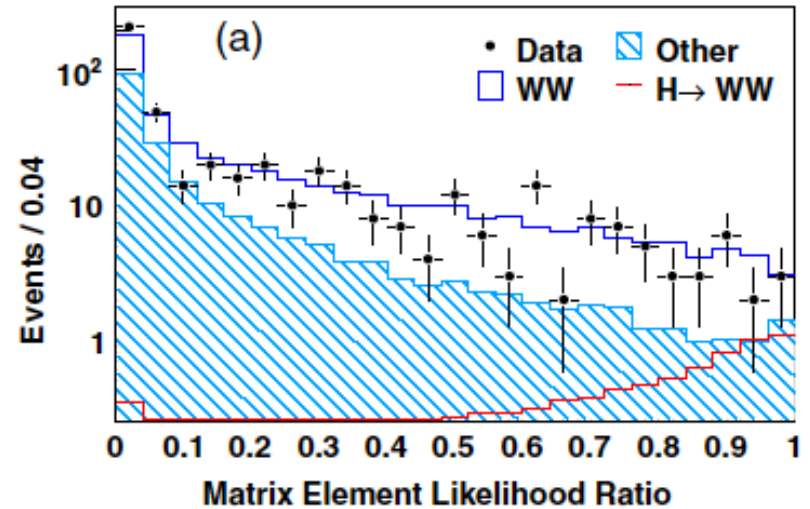 (a)
Data
Other
WW
H→ WW
10²
10
1
Events / 0.04
0 0.1 0.2 0.3 0.4 0.5 0.6 0.7 0.8 0.9 1
Matrix Element Likelihood Ratio